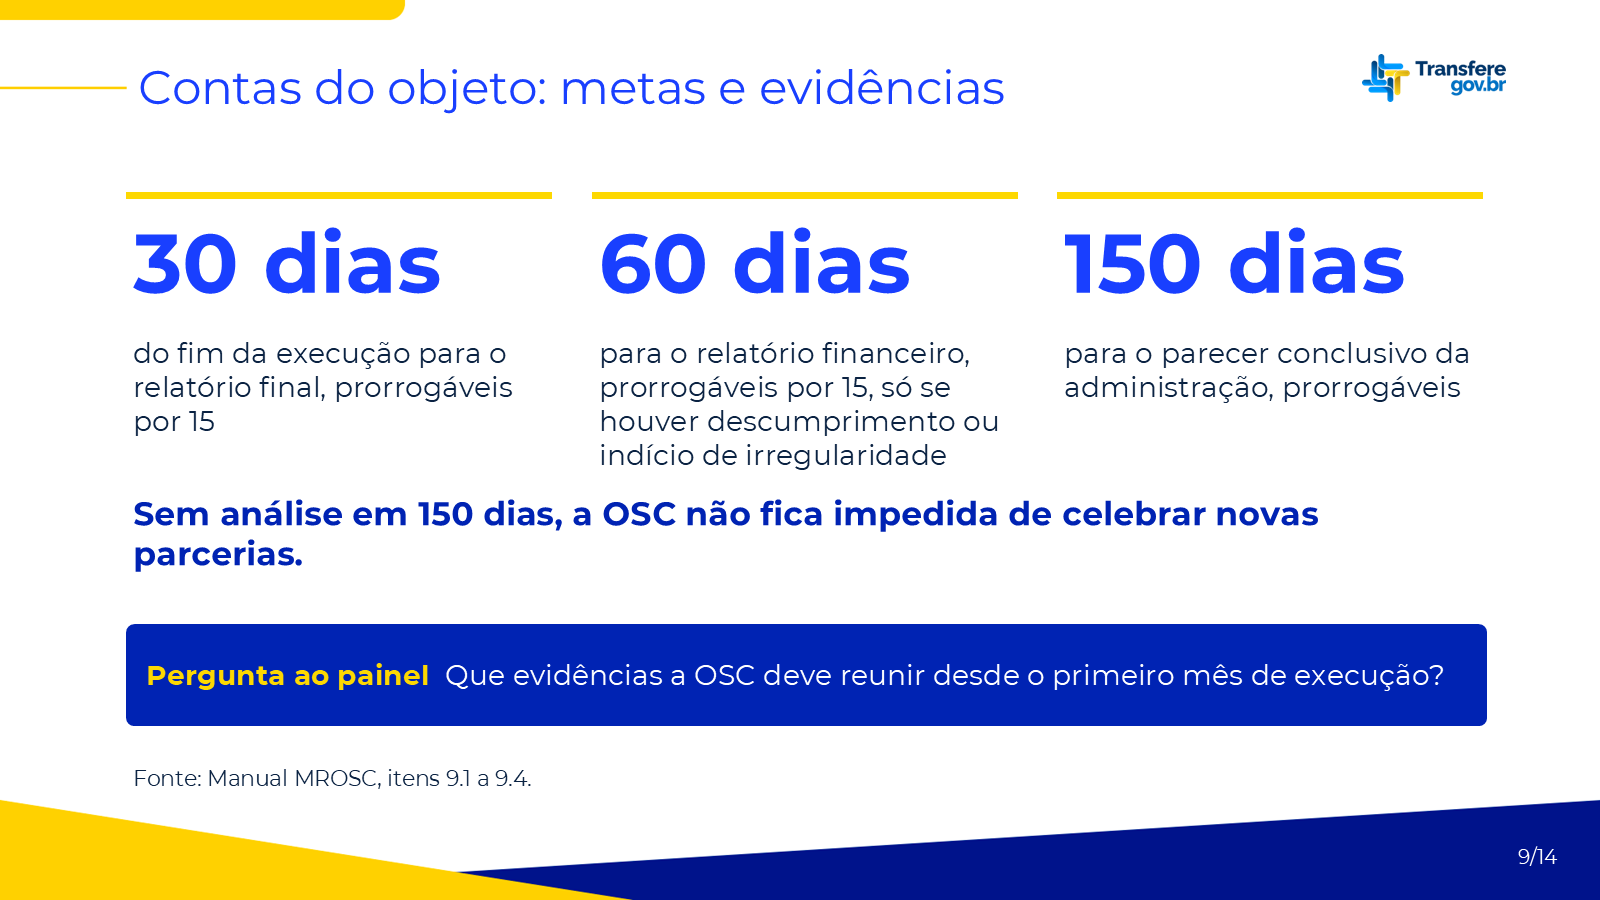 Contas do objeto: metas e evidências
Transfere
gov.br
30 dias
do fim da execução para o
relatório final, prorrogáveis
por 15
60 dias
para o relatório financeiro,
prorrogáveis por 15, só se
houver descumprimento ou
indício de irregularidade
150 dias
para o parecer conclusivo da
administração, prorrogáveis
Sem análise em 150 dias, a OSC não fica impedida de celebrar novas
parcerias.
Pergunta ao painel Que evidências a OSC deve reunir desde o primeiro mês de execução?
Fonte: Manual MROSC, itens 9.1 a 9.4.
9/14